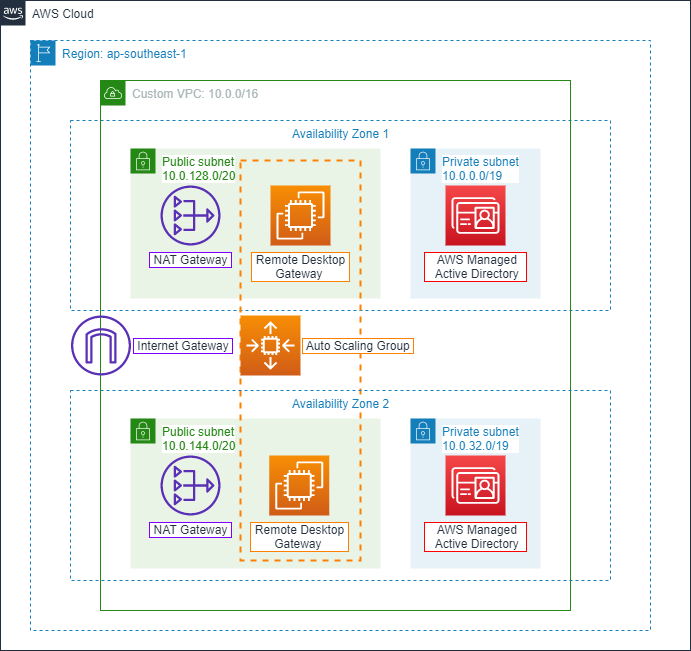 aws
AWS Cloud
Region: ap-southeast-1
Custom VPC: 10.0.0/16
Availability Zone 1
Public subnet
10.0.128.0/20
Private subnet
10.0.0.0/19
NAT Gateway
Remote Desktop
Gateway
AWS Managed
Active Directory
Internet Gateway
Auto Scaling Group
Availability Zone 2
Public subnet
10.0.144.0/20
Private subnet
10.0.32.0/19
NAT Gateway
Remote Desktop
Gateway
AWS Managed
Active Directory